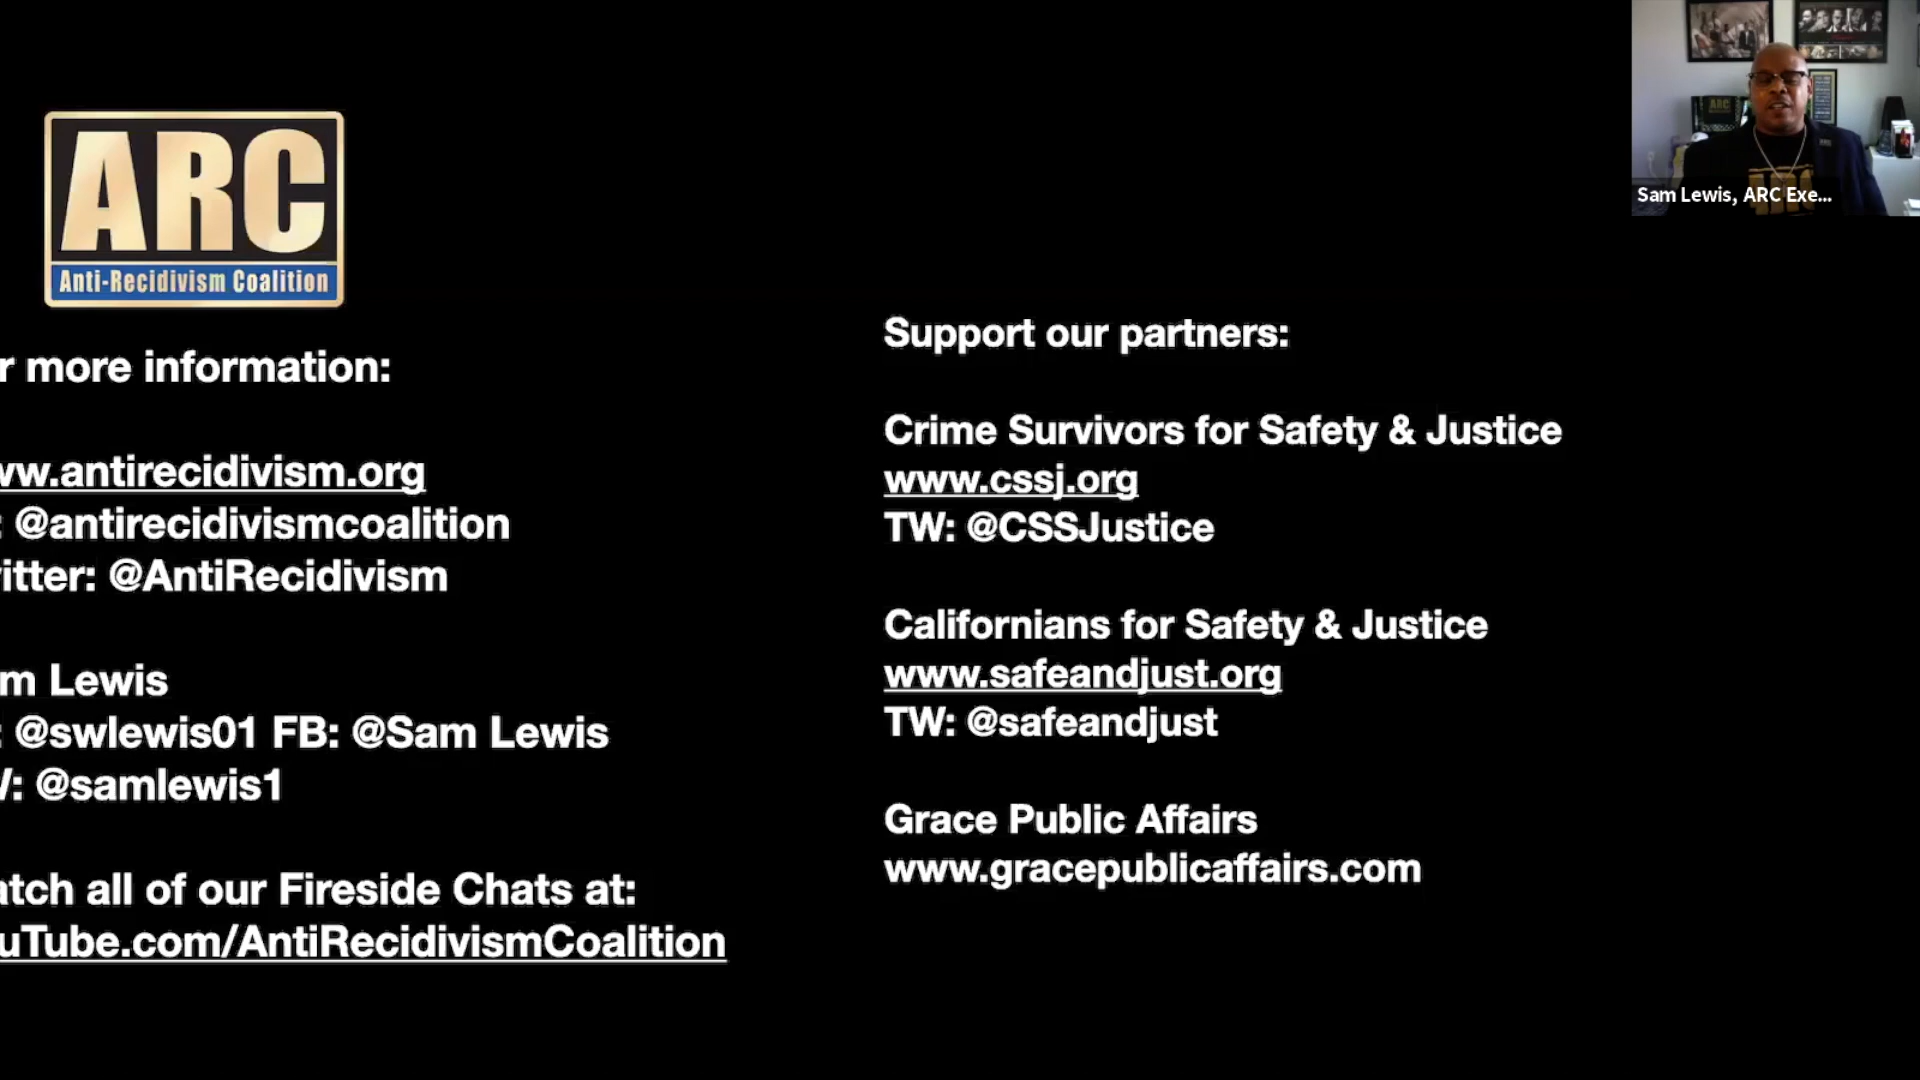 ARC
Anti-Recidivism Coalition
r more information:
ww.antirecidivism.org
: @antirecidivismcoalition
itter: @AntiRecidivism
m Lewis
: @swlewis01 FB: @Sam Lewis
: @samlewis1
atch all of our Fireside Chats at:
uTube.com/AntiRecidivismCoalition
Support our partners:
Crime Survivors for Safety & Justice
www.cssj.org
TW: @CSSJustice
Californians for Safety & Justice
www.safeandjust.org
TW: @safeandjust
Grace Public Affairs
www.gracepublicaffairs.com
ARC
ARC
Sam Lewis, ARC Exe...